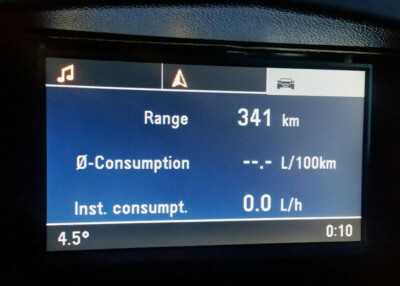 Range 341 km
Ø-Consumption --.- L/100km
Inst. consumpt. 0.0 L/h
4.5° 0:10